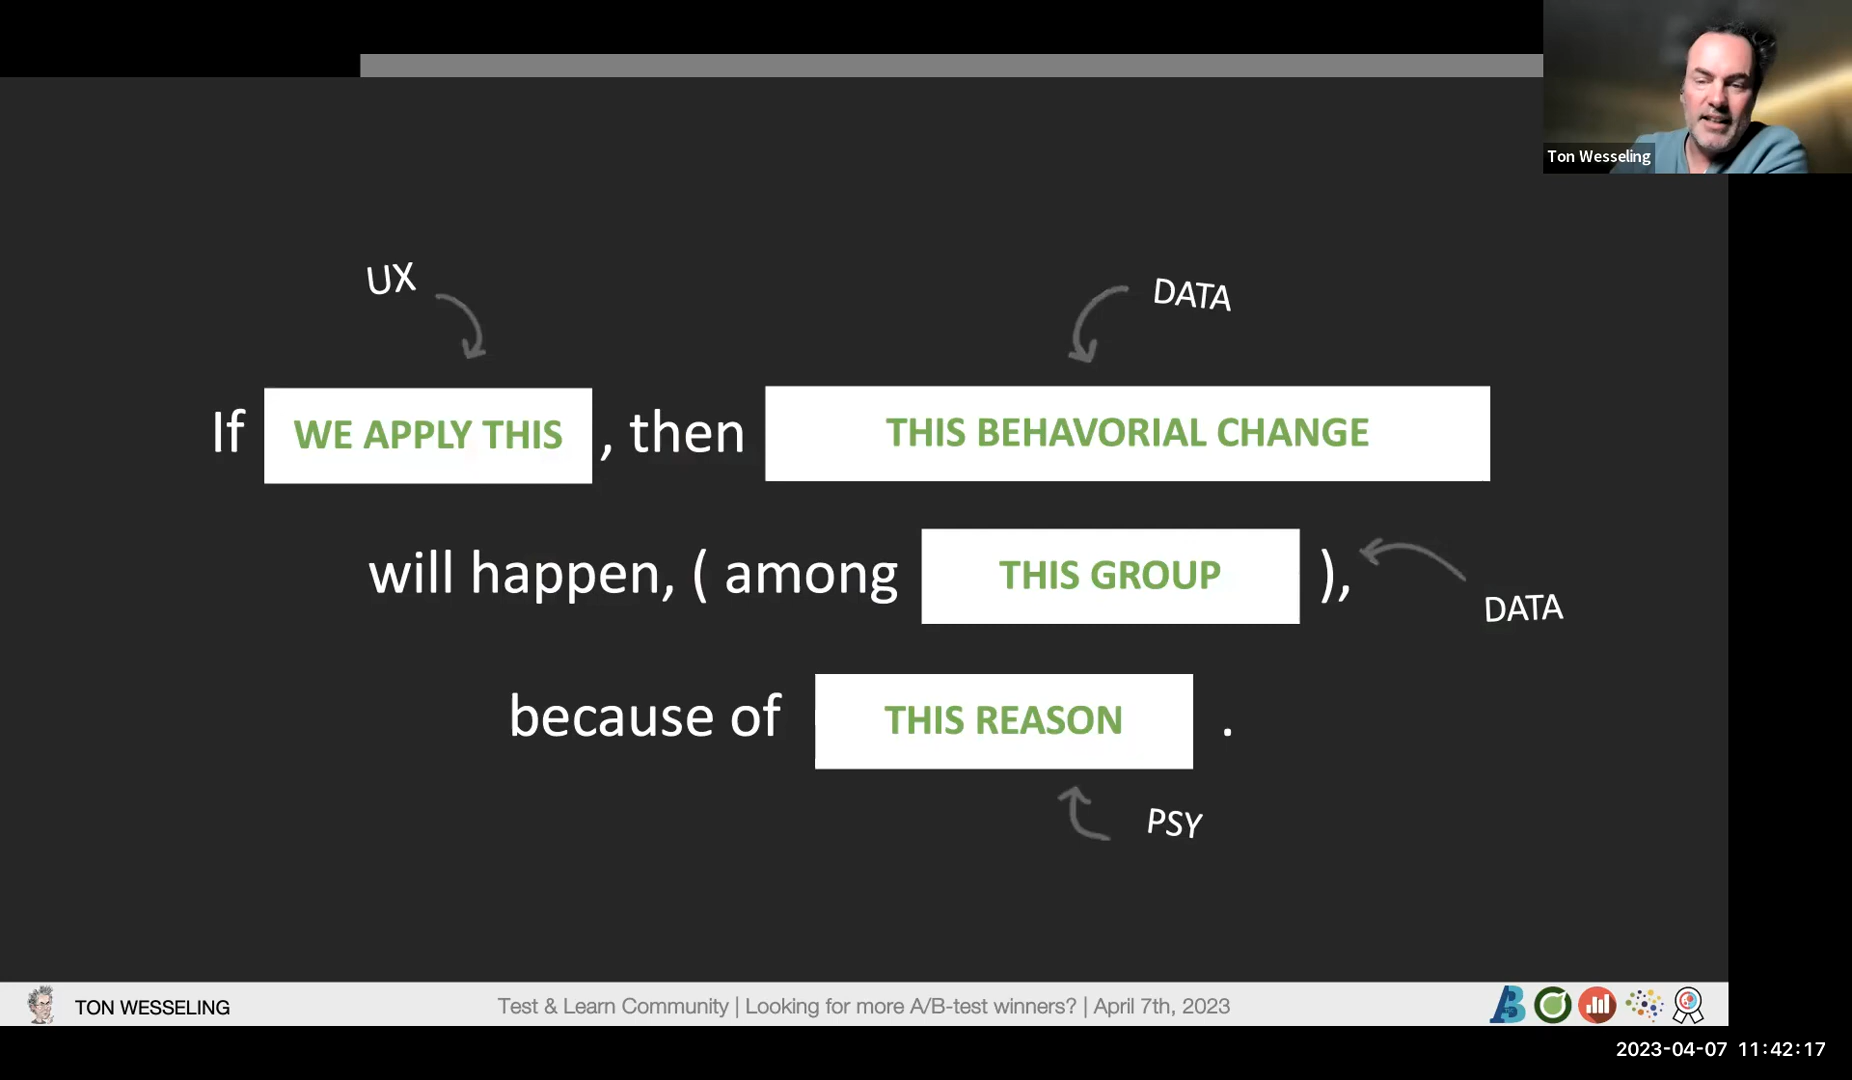 Ton Wesseling
UX
DATA
If WE APPLY THIS , then THIS BEHAVORIAL CHANGE
will happen, ( among THIS GROUP ),
DATA
because of THIS REASON .
PSY
TON WESSELING
Test & Learn Community | Looking for more A/B-test winners? | April 7th, 2023
2023-04-07 11:42:17